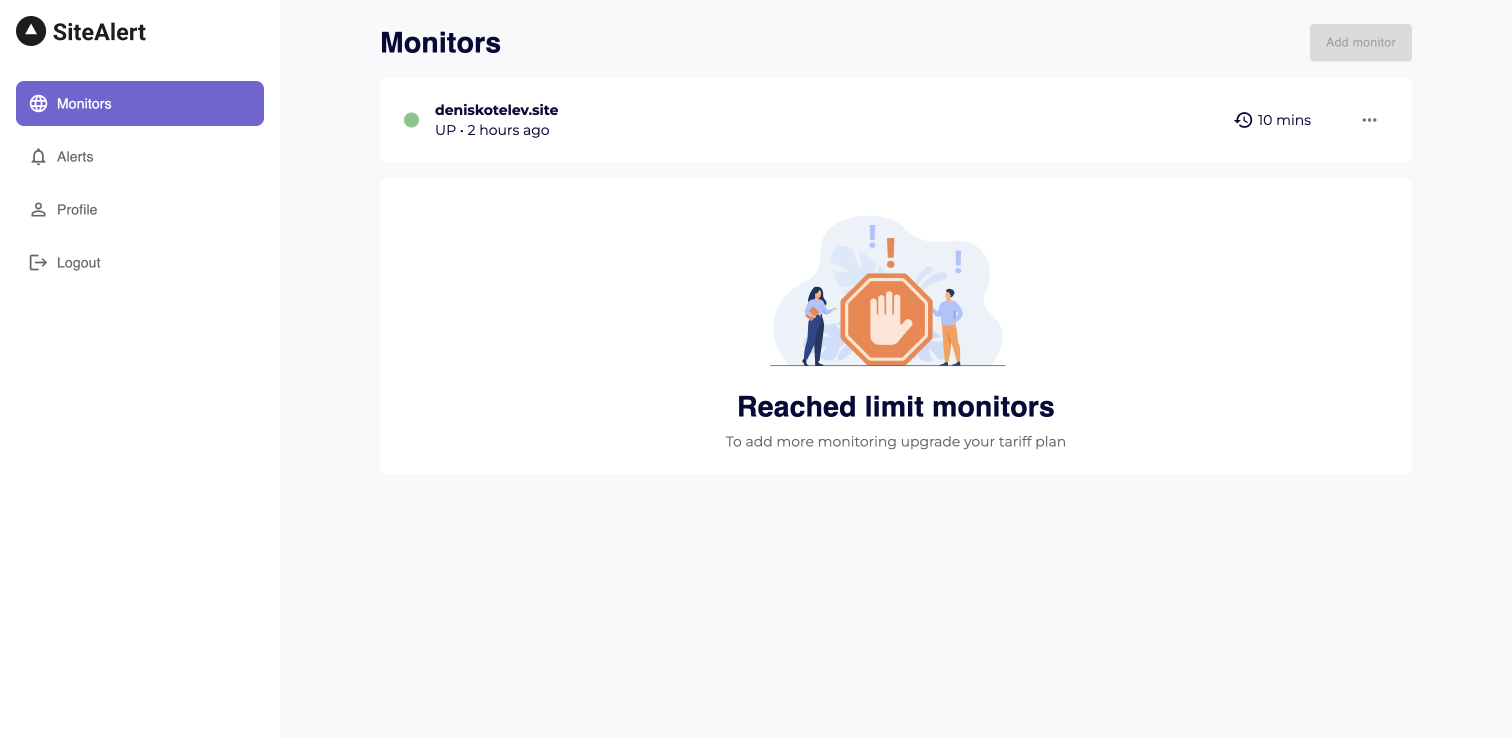 SiteAlert
Monitors
Alerts
Profile
Logout
Monitors
Add monitor
deniskotelev.site
UP • 2 hours ago
10 mins
Reached limit monitors
To add more monitoring upgrade your tariff plan